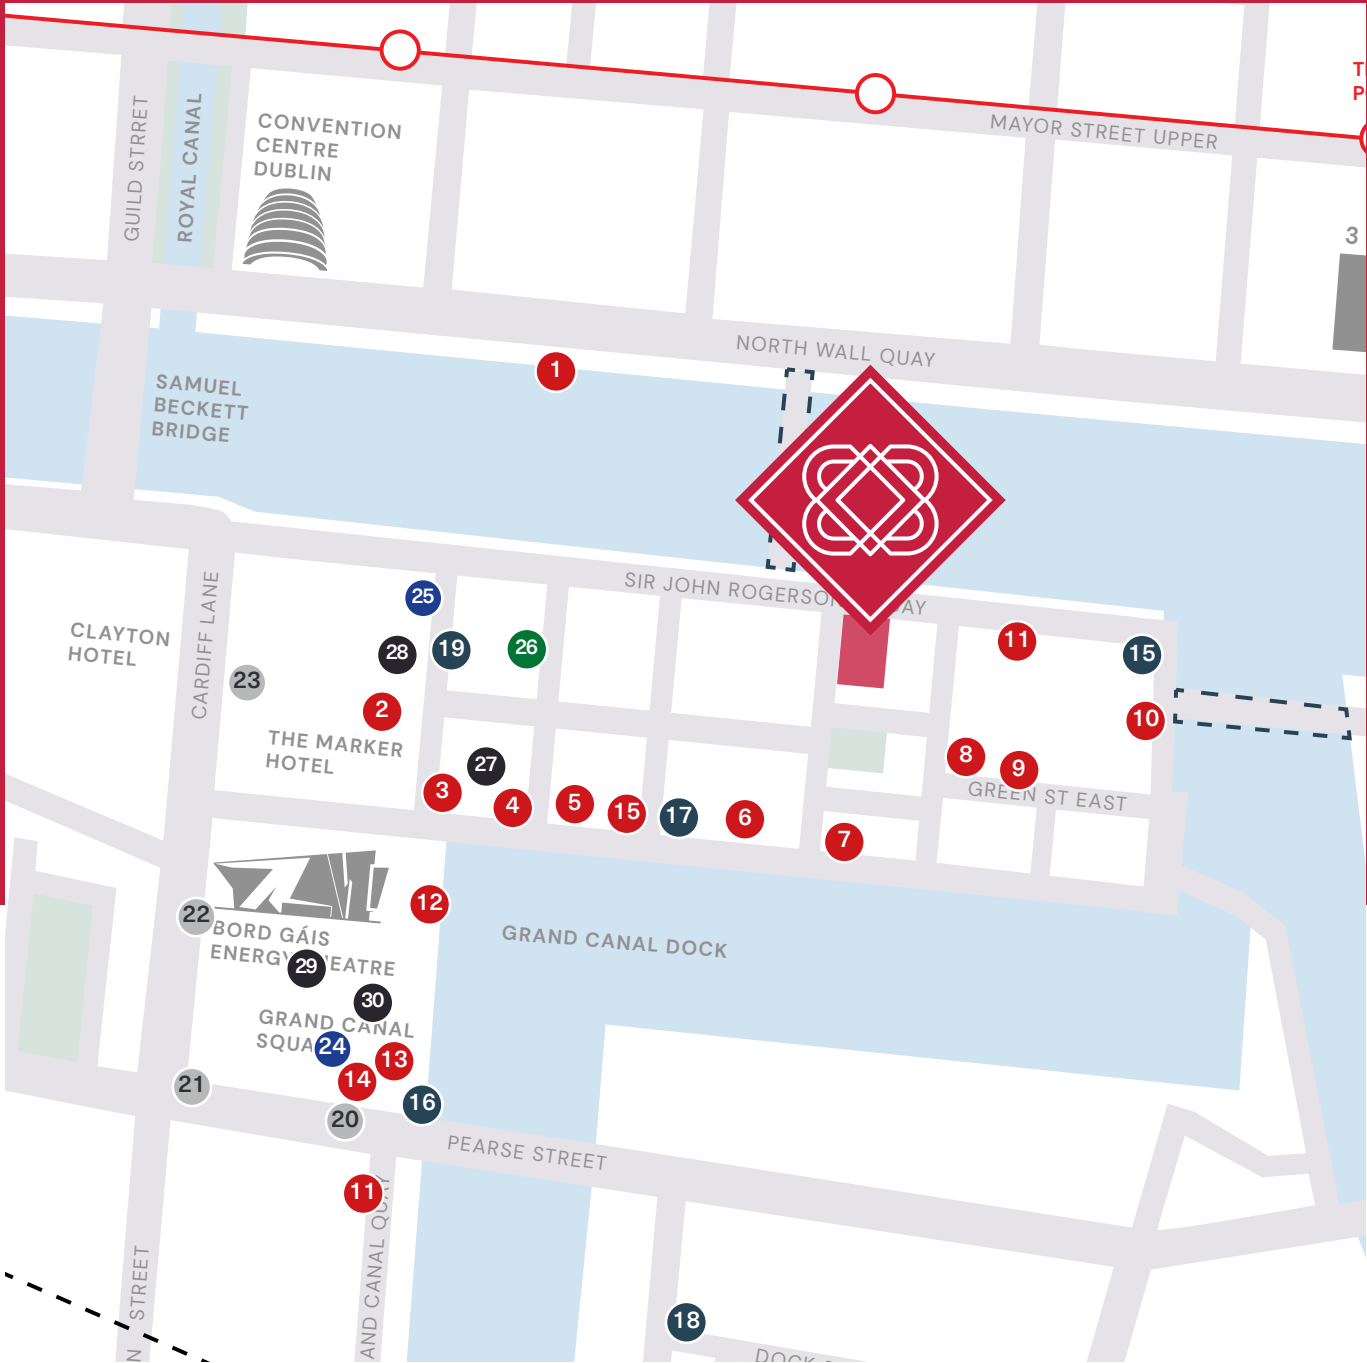 T
P
MAYOR STREET UPPER
GUILD STRRET
ROYAL CANAL
CONVENTION
CENTRE
DUBLIN
3
NORTH WALL QUAY
1
SAMUEL
BECKETT
BRIDGE
SIR JOHN ROGERSON
AY
CARDIFF LANE
CLAYTON
HOTEL
25
28
19
26
11
15
23
2
10
THE MARKER
HOTEL
27
8
9
3
4
5
15
17
6
GREEN ST EAST
7
12
22
BORD GÁIS
ENERGY EATRE
29
GRAND CANAL DOCK
30
GRAND CANAL
SQUA
24
13
14
21
16
20
PEARSE STREET
11
AND CANAL QUAY
STREET
N
18
DOCK